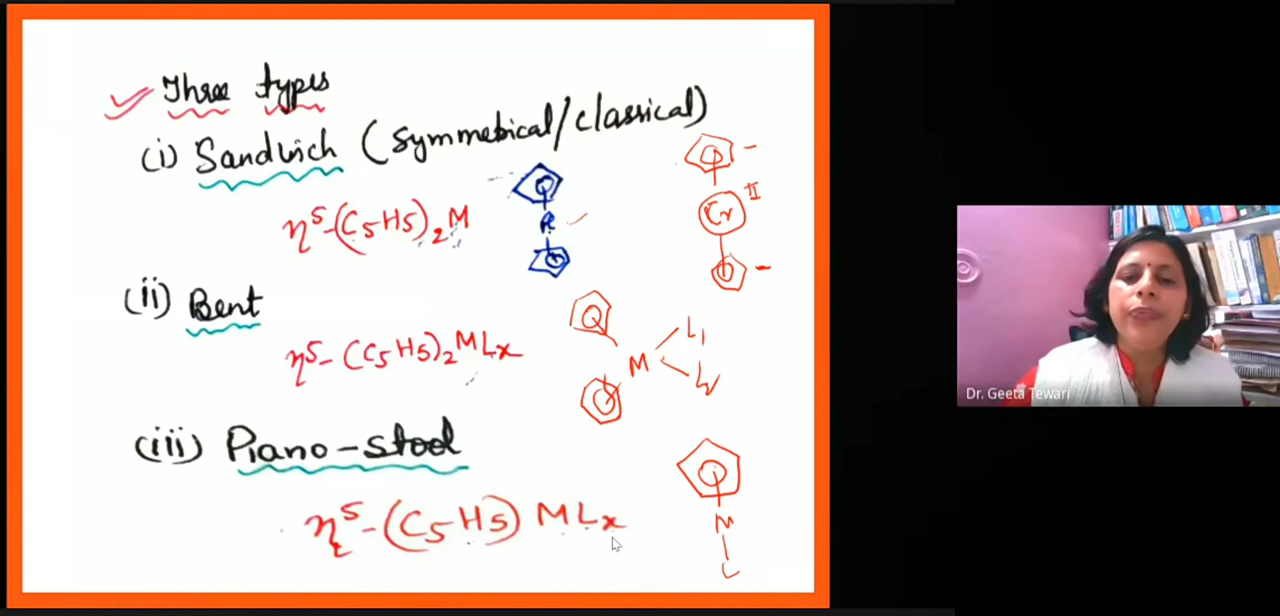 Three types
(i) Sandwich (Symmetrical/classical)
η5-(C5H5)2M
Cr II
(ii) Bent
η5-(C5H5)2MLx
M L1
(iii) Piano-stool
η5-(C5H5) MLx
M
L
Dr. Geeta Tewari